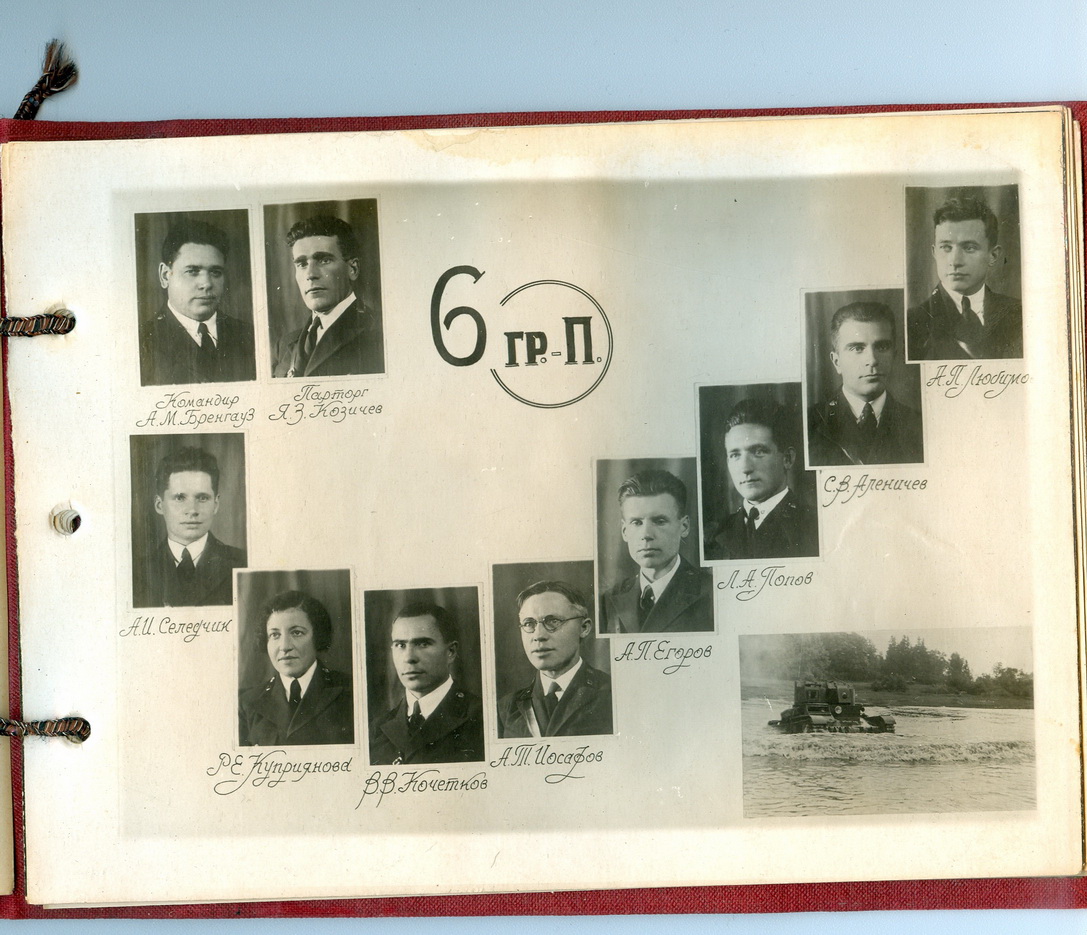 6 ГР.-П.
Командир
А.М.Бренгауз
Парторг
Я.З.Козичев
А.П.Любимо
С.В.Аленичев
Л.А.Попов
А.И.Селедчик
А.П.Егоров
Р.Е.Куприянова
В.В.Кочетков
А.Т.Иосафов